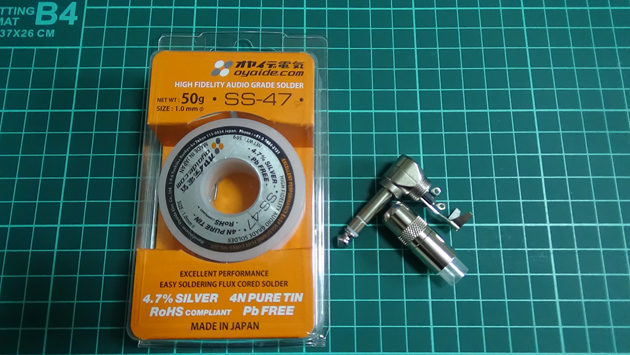 CUTTING
MAT B4
37X26 CM
オヤイデ電気
oyaide.com
HIGH FIDELITY AUDIO GRADE SOLDER
NET WT : 50g • SS-47 •
SIZE : 1.0mm ø
4.7% SILVER
Pb FREE
SS-47
4N PURE TIN
RoHS
EXCELLENT PERFORMANCE
EASY SOLDERING FLUX CORED SOLDER
4.7% SILVER 4N PURE TIN
RoHS COMPLIANT Pb FREE
MADE IN JAPAN